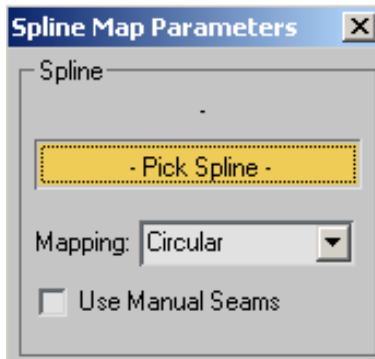 Spline Map Parameters
Spline
-
- Pick Spline -
Mapping: Circular
Use Manual Seams